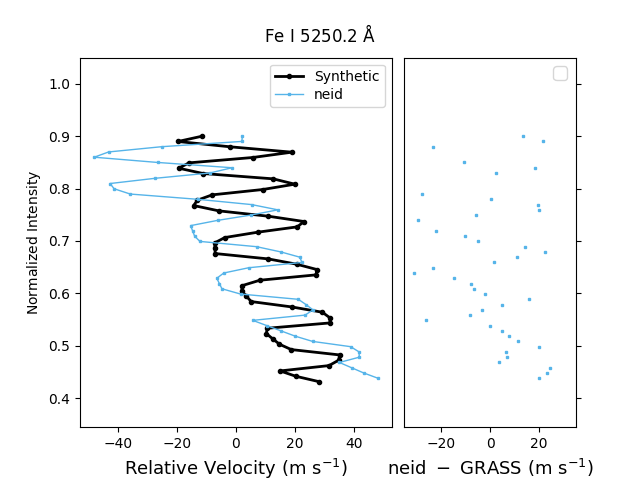 Fe I 5250.2 Å
Synthetic
neid
Normalized Intensity
1.0
0.9
0.8
0.7
0.6
0.5
0.4
−40 −20 0 20 40
−20 0 20
Relative Velocity (m s⁻¹)
neid − GRASS (m s⁻¹)